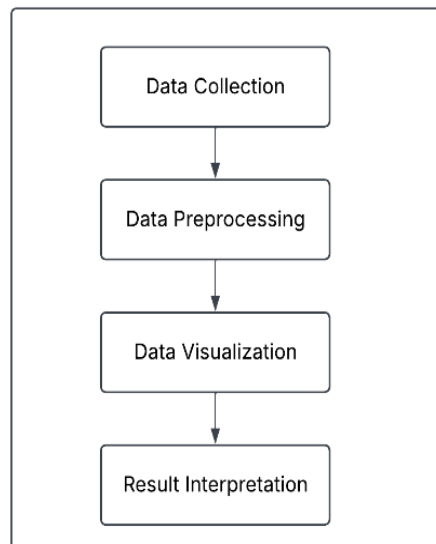 Data Collection
Data Preprocessing
Data Visualization
Result Interpretation